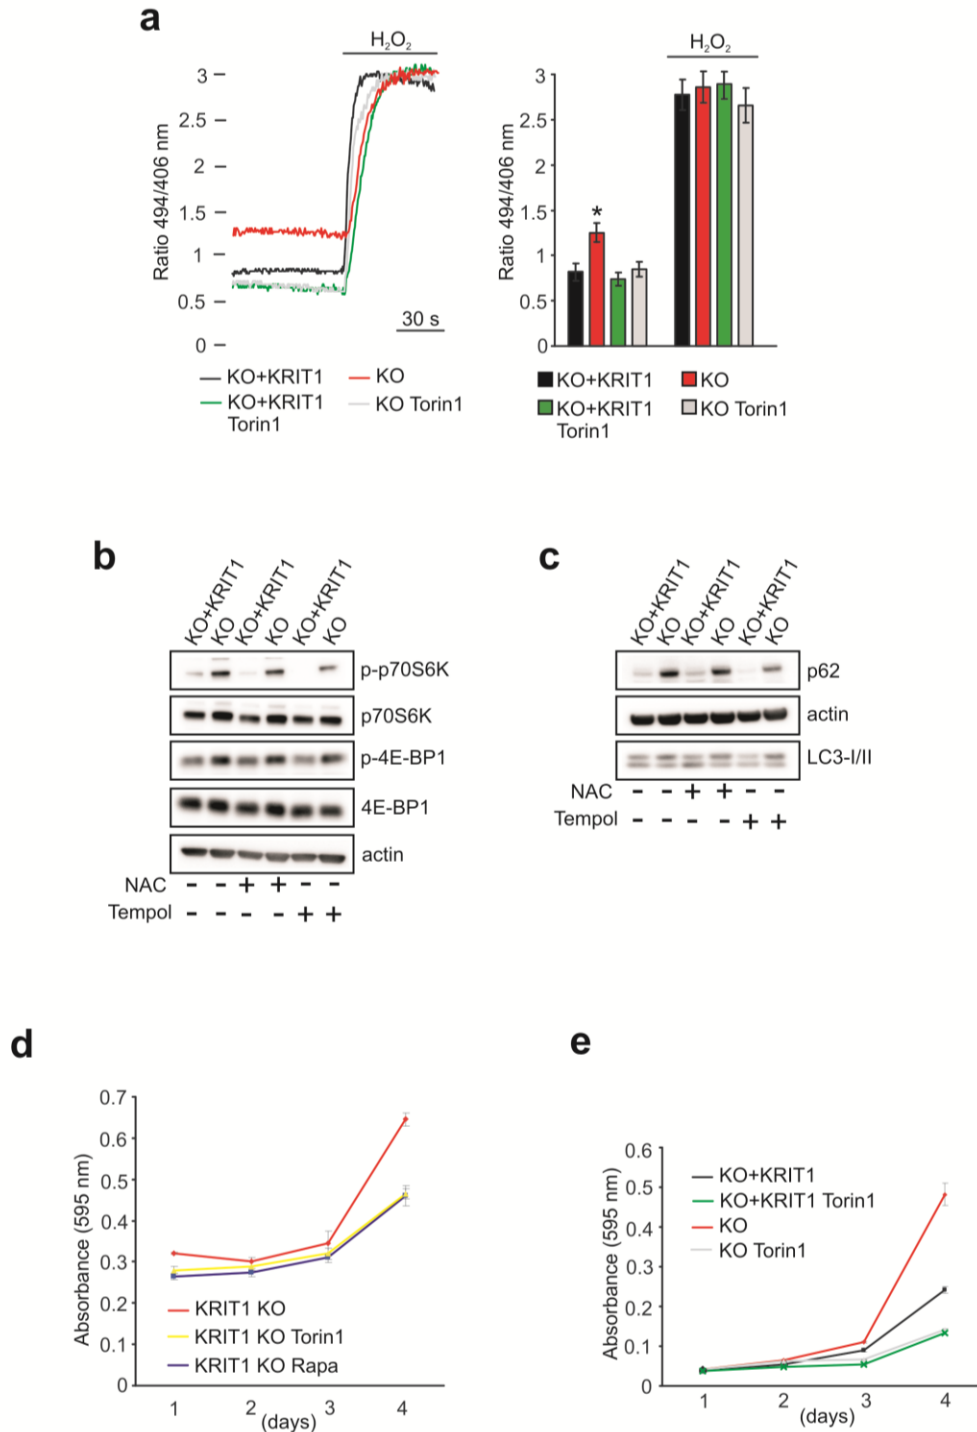 a
H₂O₂
3
2.5
2
1.5
1
0.5
0
Ratio 494/406 nm
30 s
KO+KRIT1
KO
KO+KRIT1
Torin1
KO Torin1
H₂O₂
3
2.5
2
1.5
1
0.5
0
Ratio 494/406 nm
*
KO+KRIT1
KO
KO+KRIT1
Torin1
KO Torin1
b
KO+KRIT1
KO
KO+KRIT1
KO
KO+KRIT1
KO
p-p70S6K
p70S6K
p-4E-BP1
4E-BP1
actin
NAC - - + + - -
Tempol - - - - + +
c
KO+KRIT1
KO
KO+KRIT1
KO
KO+KRIT1
KO
p62
actin
LC3-I/II
NAC - - + + - -
Tempol - - - - + +
d
0.7
0.6
0.5
0.4
0.3
0.2
0.1
0
Absorbance (595 nm)
KRIT1 KO
KRIT1 KO Torin1
KRIT1 KO Rapa
1 2 3 4
(days)
e
0.6
0.5
0.4
0.3
0.2
0.1
0
Absorbance (595 nm)
KO+KRIT1
KO+KRIT1 Torin1
KO
KO Torin1
1 2 3 4
(days)